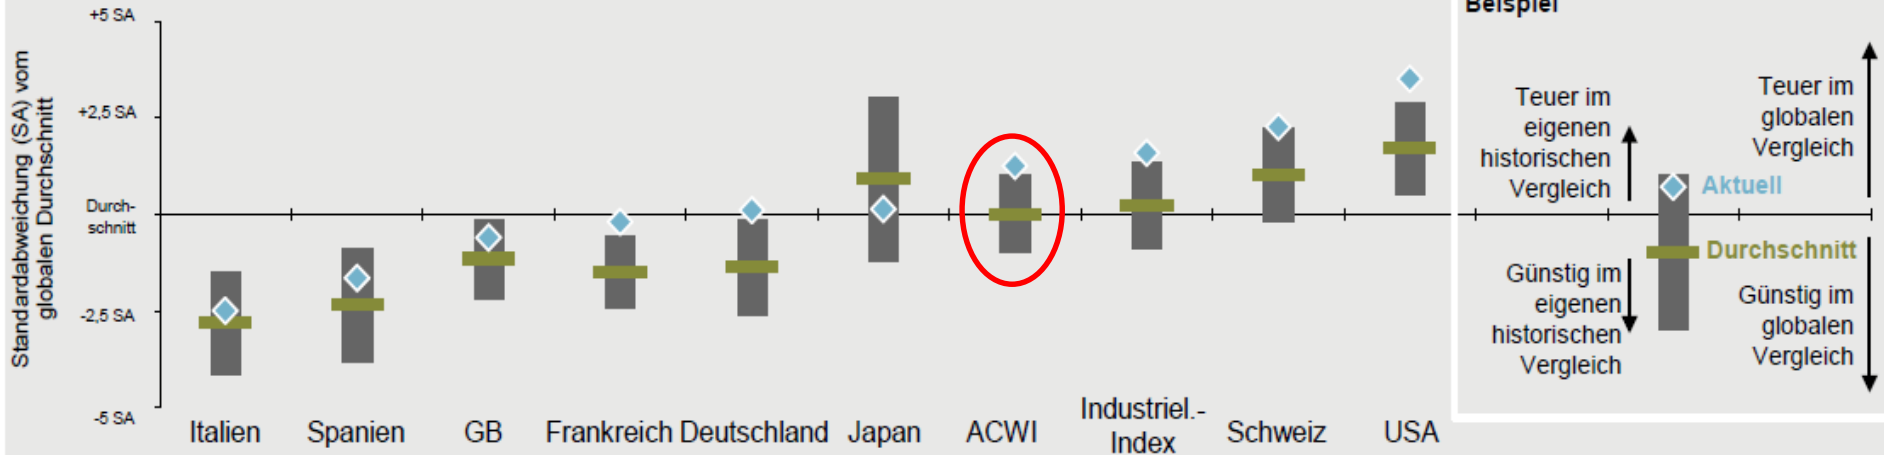 Standardabweichung (SA) vom
globalen Durchschnitt
+5 SA
+2,5 SA
Durch-
schnitt
-2,5 SA
-5 SA
Italien
Spanien
GB
Frankreich
Deutschland
Japan
ACWI
Industriel.-
Index
Schweiz
USA
Beispiel
Teuer im
eigenen
historischen
Vergleich
Teuer im
globalen
Vergleich
Aktuell
Durchschnitt
Günstig im
eigenen
historischen
Vergleich
Günstig im
globalen
Vergleich